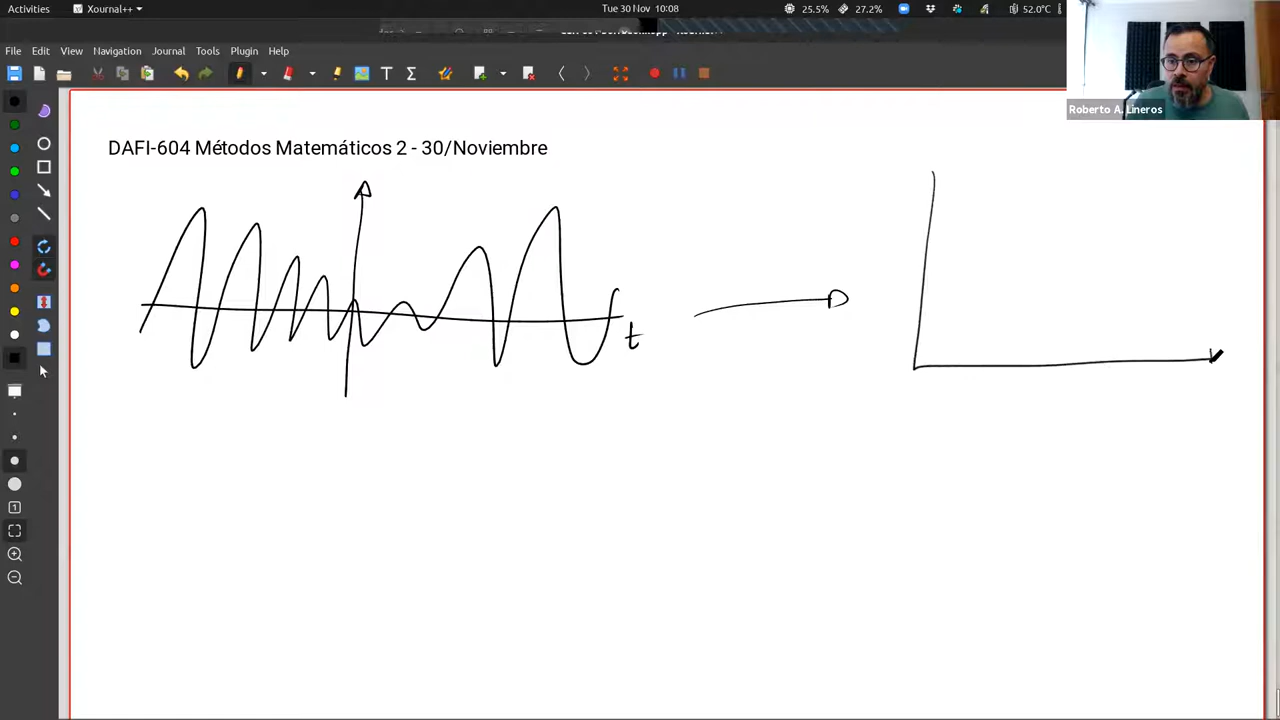 Activities
Xournal++
Tue 30 Nov 10:08
25.5%
27.2%
52.0°C
File Edit View Navigation Journal Tools Plugin Help
Roberto A. Lineros
DAFI-604 Métodos Matemáticos 2 - 30/Noviembre
t